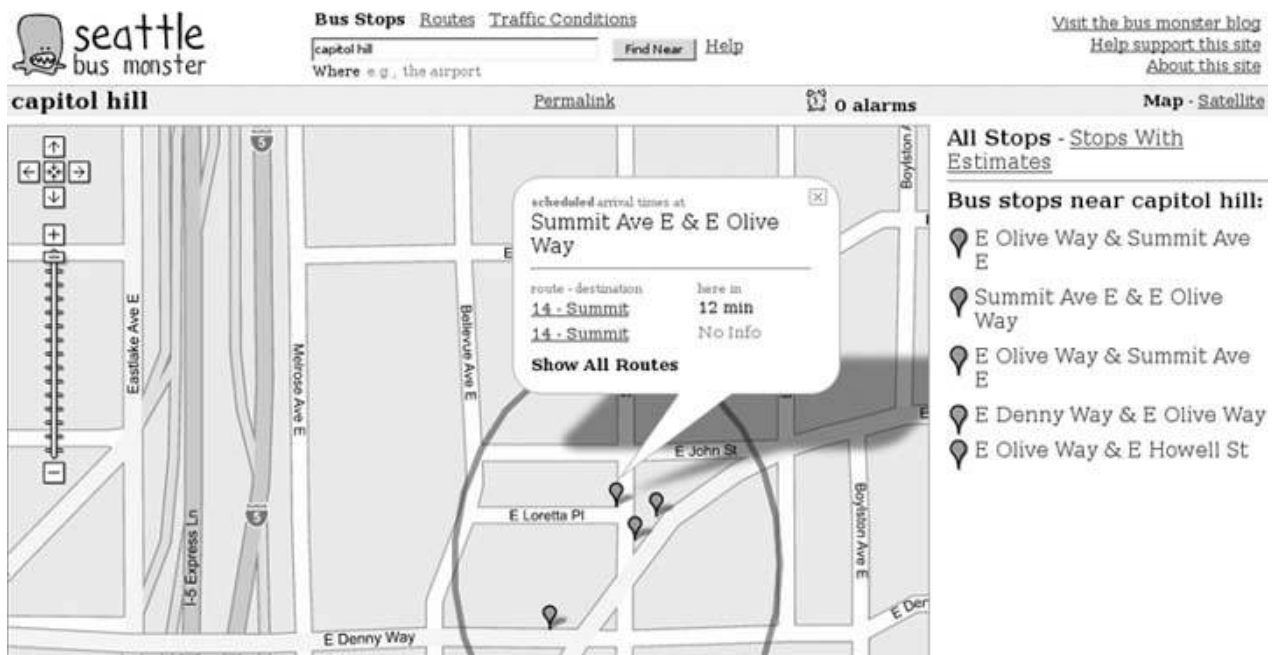 seattle
bus monster
Bus Stops Routes Traffic Conditions
capitol hill
Find Near
Help
Where e.g., the airport
Visit the bus monster blog
Help support this site
About this site
capitol hill
Permalink
0 alarms
Map - Satellite
5
Boylston A
Eastlake Ave E
Melrose Ave E
Bellevue Ave E
E
scheduled arrival times at
Summit Ave E & E Olive
Way
route - destination here in
14 - Summit 12 min
14 - Summit No Info
Show All Routes
E John St
E Loretta Pl
I-5 Express Ln
5
Boylston Ave E
E Denny Way
E Der
All Stops - Stops With
Estimates
Bus stops near capitol hill:
E Olive Way & Summit Ave
E
Summit Ave E & E Olive
Way
E Olive Way & Summit Ave
E
E Denny Way & E Olive Way
E Olive Way & E Howell St